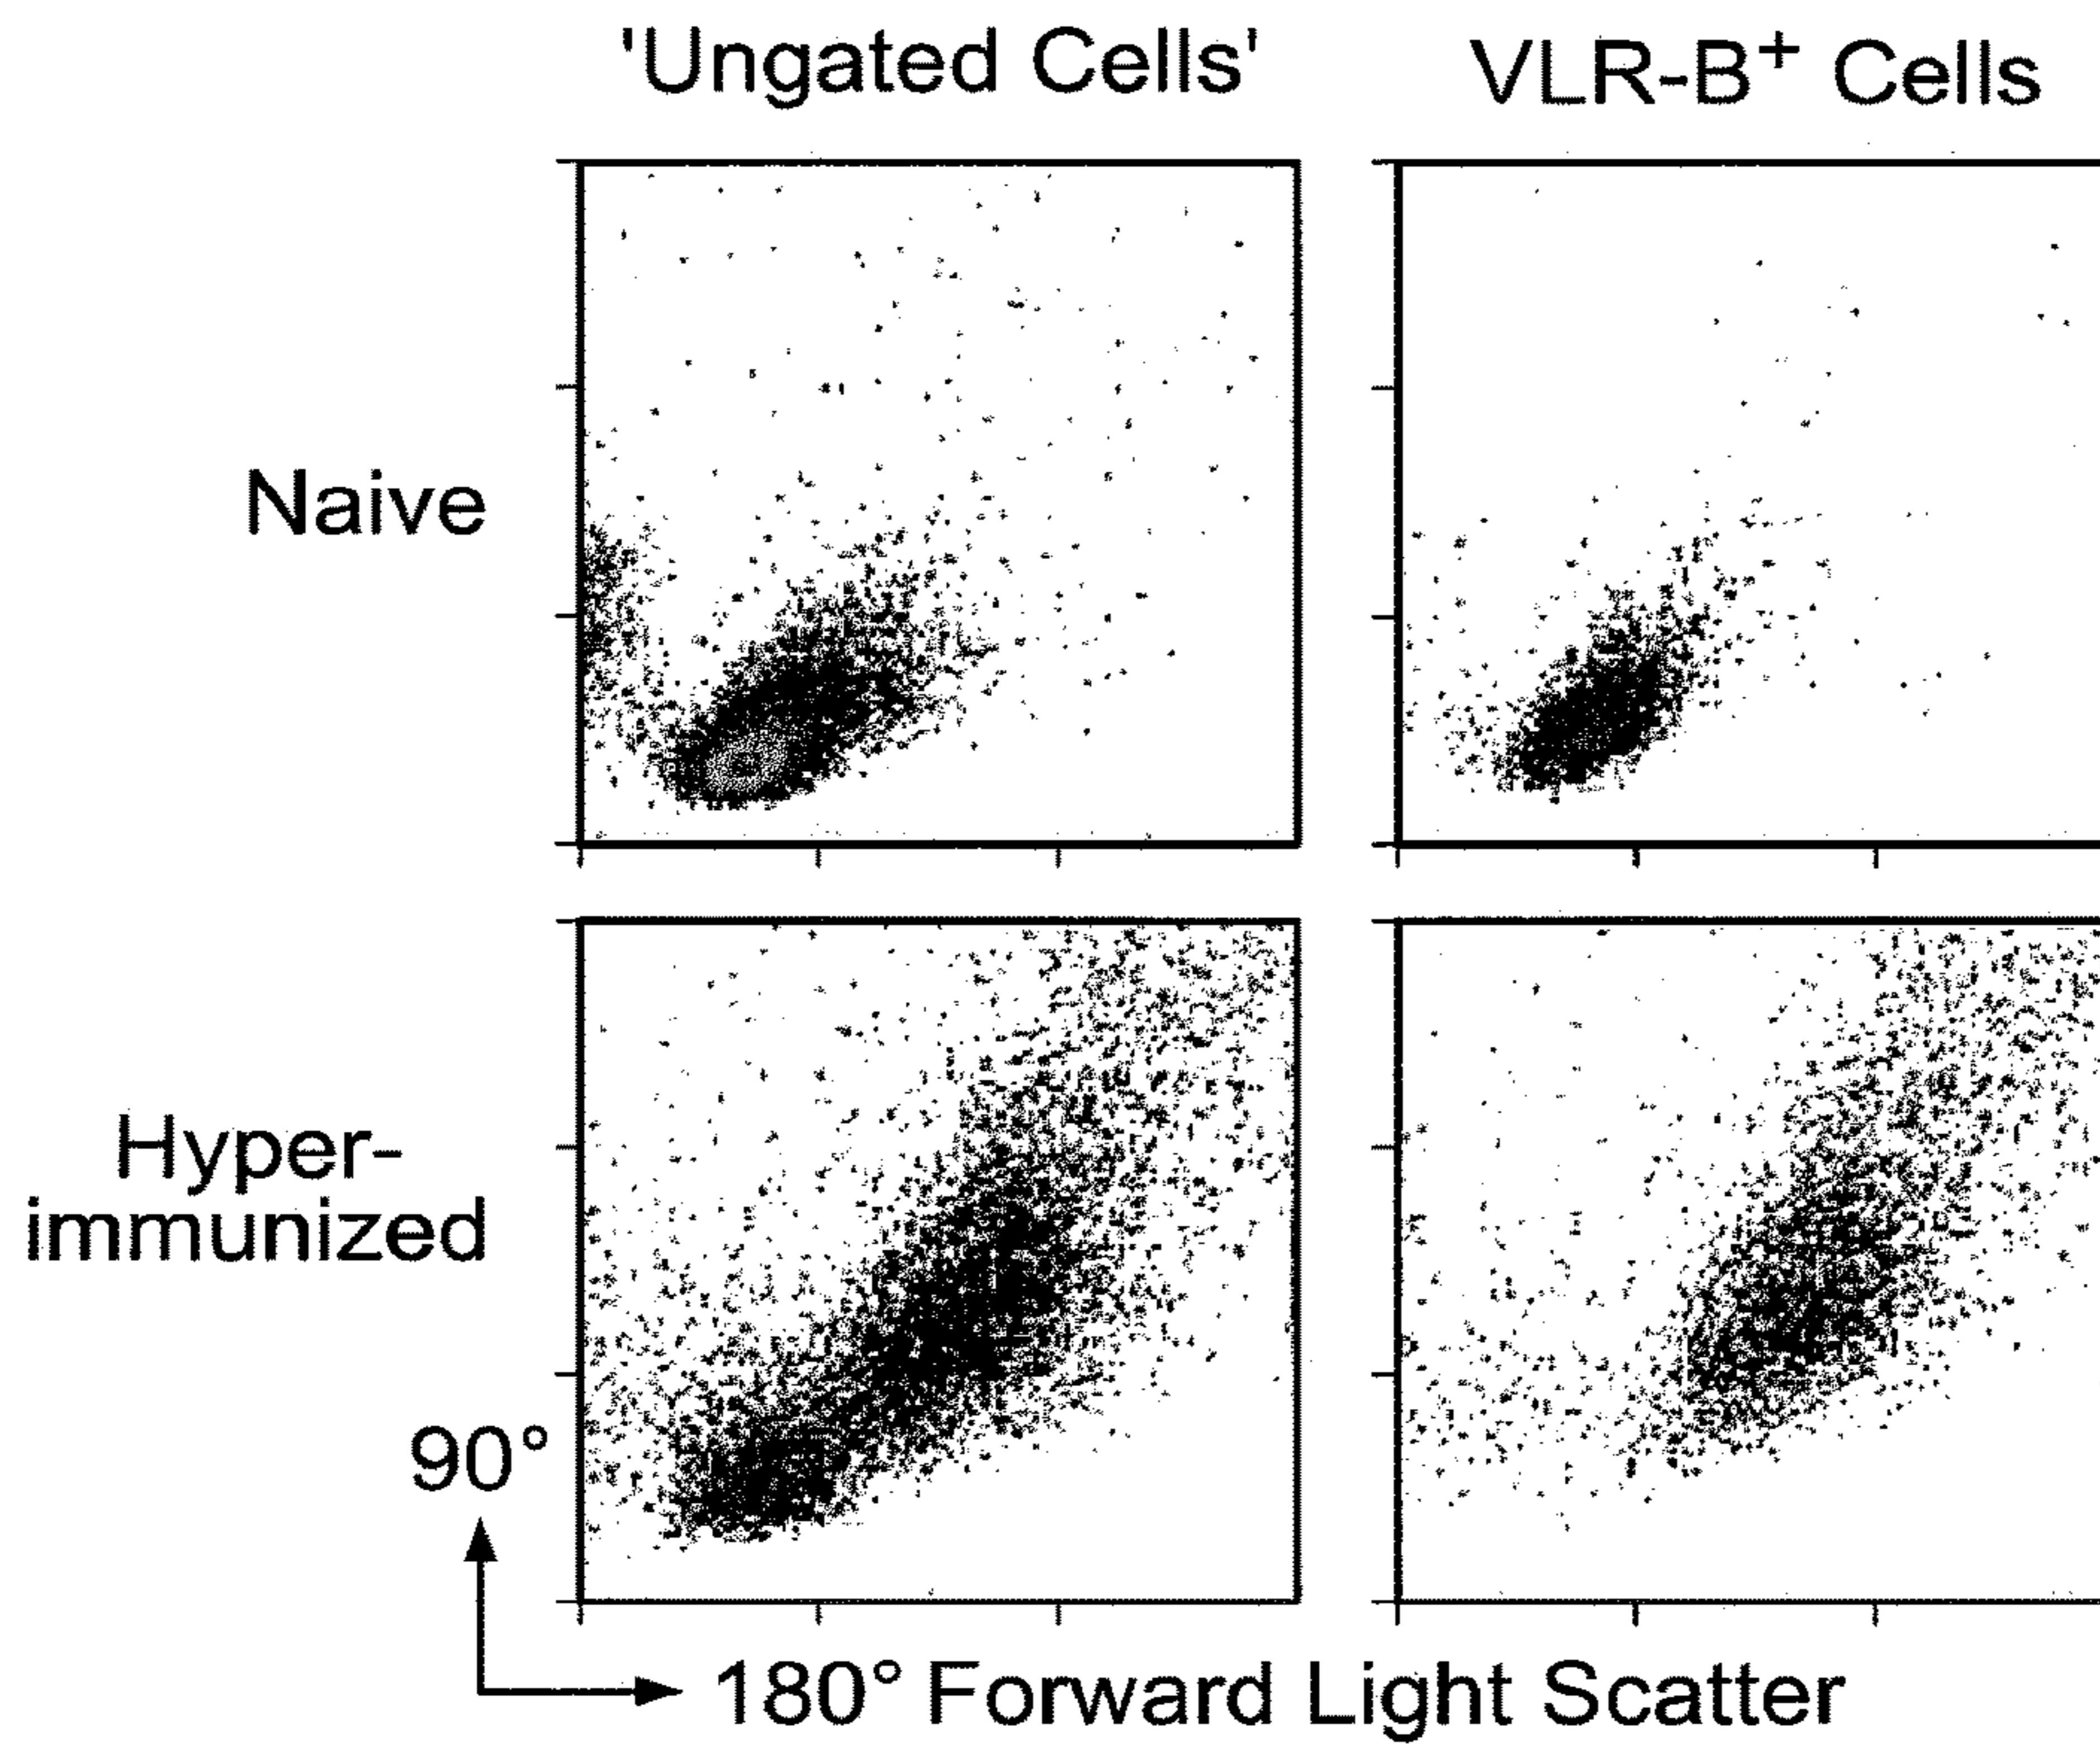 'Ungated Cells'
VLR-B⁺ Cells
Naive
Hyper-
immunized
90°
180° Forward Light Scatter